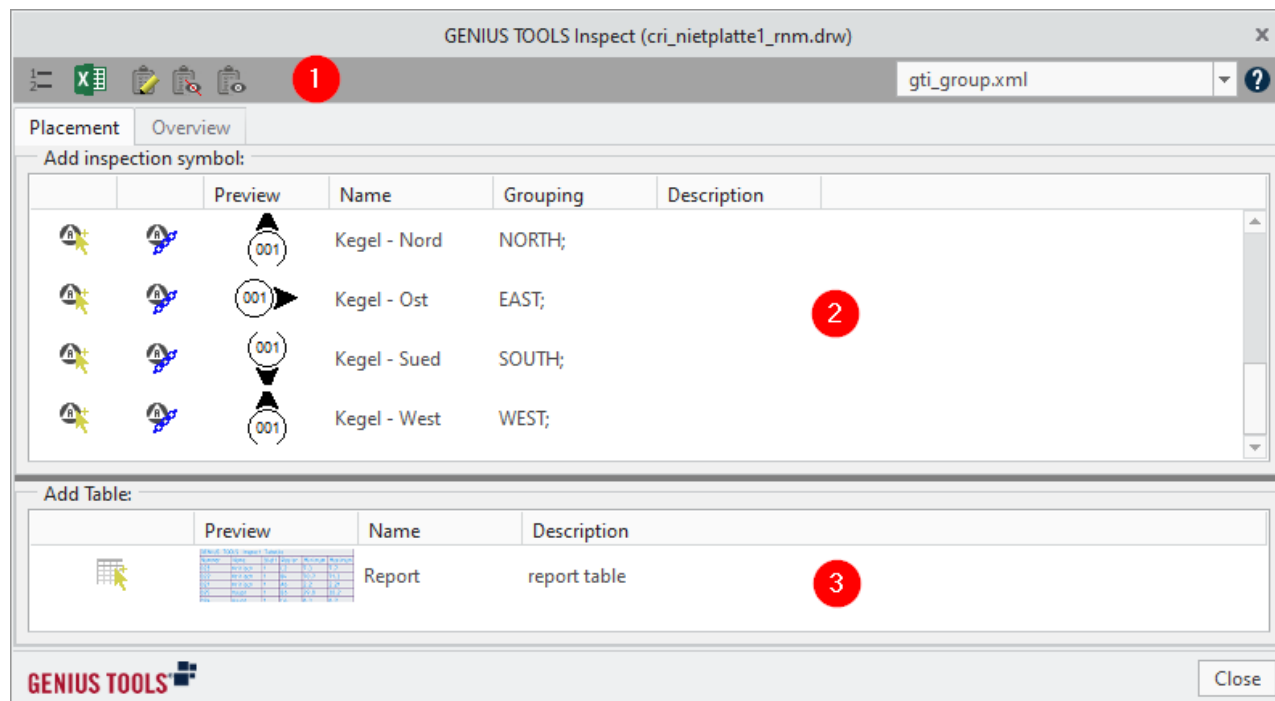 GENIUS TOOLS Inspect (cri_nietplatte1_rnm.drw)
1
gti_group.xml
Placement Overview
Add inspection symbol:
Preview Name Grouping Description
001 Kegel - Nord NORTH;
001 Kegel - Ost EAST;
2
001 Kegel - Sued SOUTH;
001 Kegel - West WEST;
Add Table:
Preview Name Description
Report report table
3
GENIUS TOOLS
Close